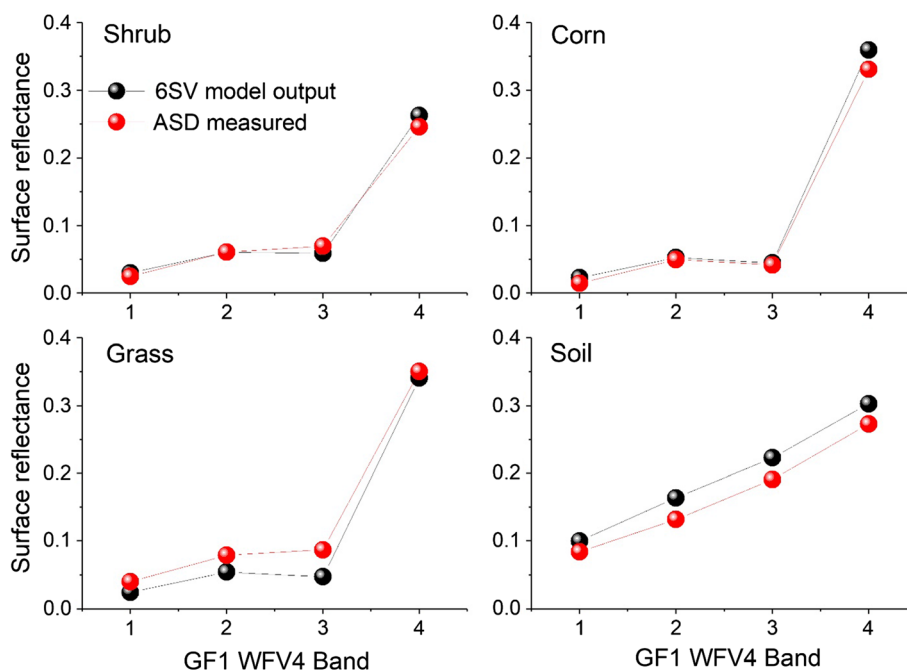 Shrub
6SV model output
ASD measured
Surface reflectance
0.4
0.3
0.2
0.1
0.0
1 2 3 4
Corn
0.4
0.3
0.2
0.1
0.0
1 2 3 4
Grass
Surface reflectance
0.4
0.3
0.2
0.1
0.0
1 2 3 4
GF1 WFV4 Band
Soil
0.4
0.3
0.2
0.1
0.0
1 2 3 4
GF1 WFV4 Band